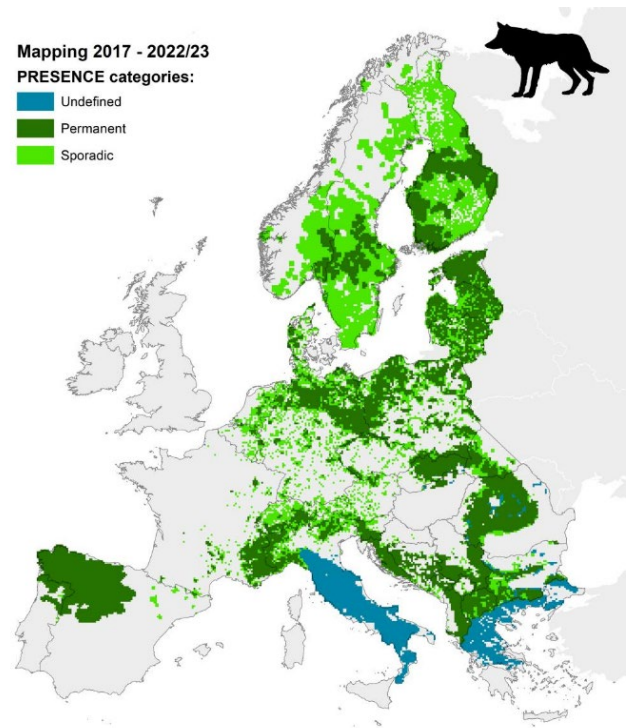 Mapping 2017 - 2022/23
PRESENCE categories:
Undefined
Permanent
Sporadic